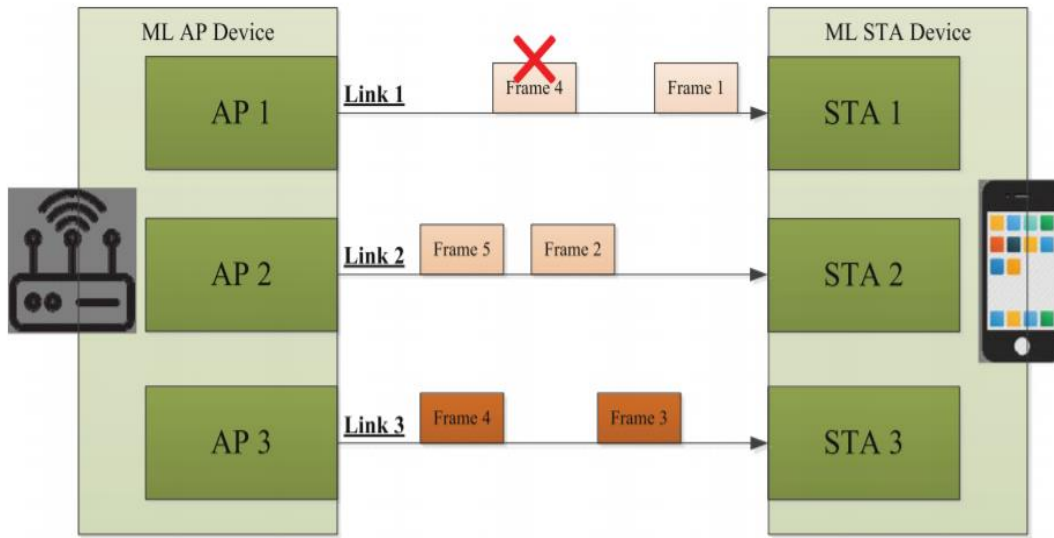 ML AP Device
ML STA Device
AP 1
Link 1
Frame 4
Frame 1
STA 1
AP 2
Link 2
Frame 5
Frame 2
STA 2
AP 3
Link 3
Frame 4
Frame 3
STA 3